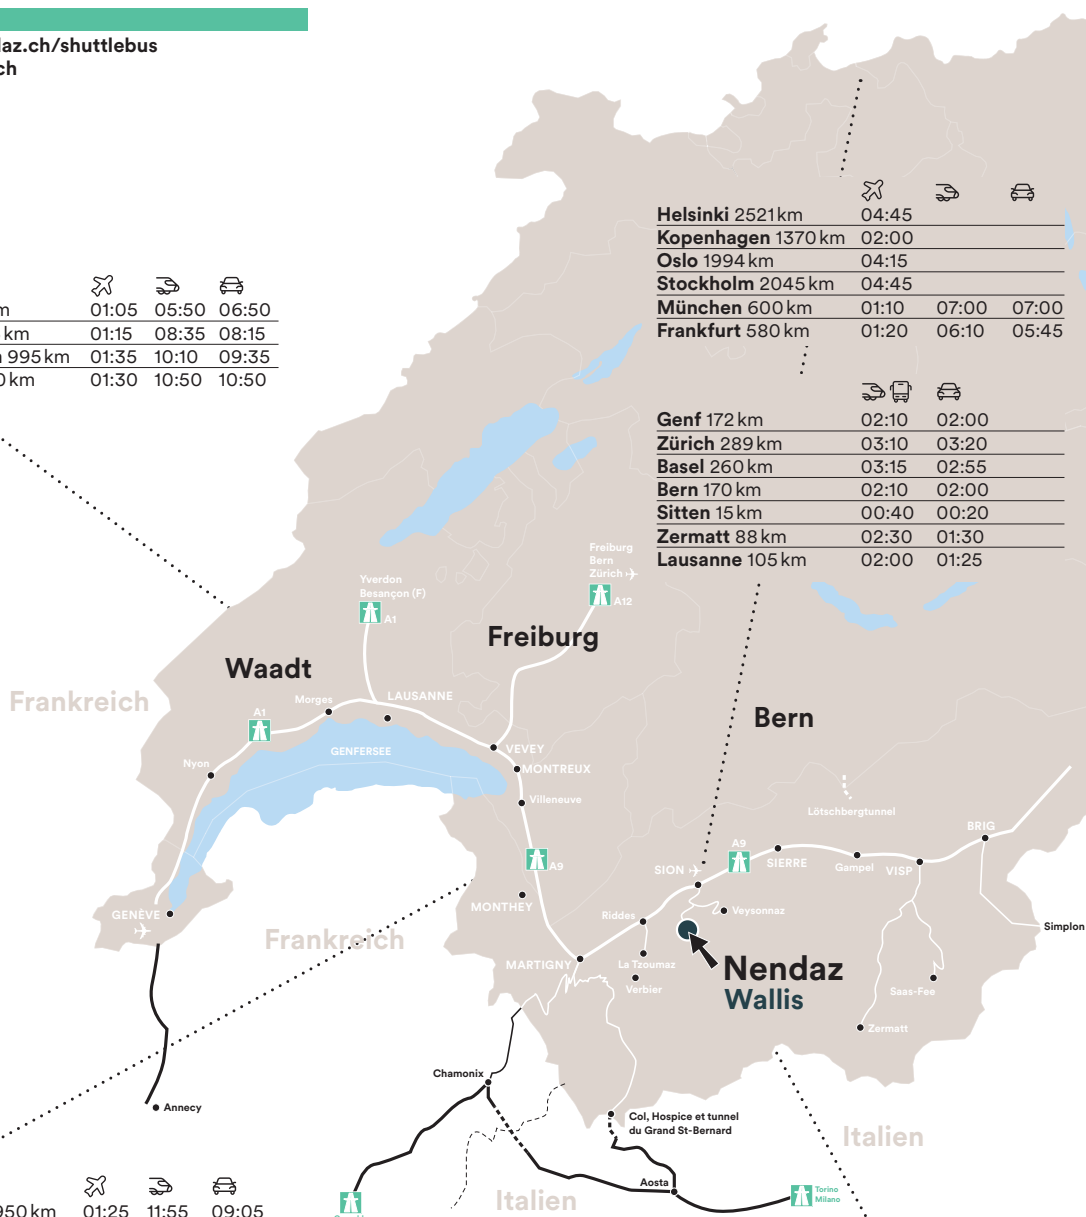 daz.ch/shuttlebus
ch
Helsinki 2521 km 04:45
Kopenhagen 1370 km 02:00
Oslo 1994 km 04:15
Stockholm 2045 km 04:45
München 600 km 01:10 07:00 07:00
Frankfurt 580 km 01:20 06:10 05:45
m 01:05 05:50 06:50
km 01:15 08:35 08:15
n 995 km 01:35 10:10 09:35
0 km 01:30 10:50 10:50
Genf 172 km 02:10 02:00
Zürich 289 km 03:10 03:20
Basel 260 km 03:15 02:55
Bern 170 km 02:10 02:00
Sitten 15 km 00:40 00:20
Zermatt 88 km 02:30 01:30
Lausanne 105 km 02:00 01:25
Freiburg
Bern
Zürich
A12
Yverdon
Besançon (F)
A1
Freiburg
Waadt
Frankreich
Morges
LAUSANNE
A1
Bern
GENFERSEE
VEVEY
Nyon
MONTREUX
Villeneuve
Lötschbergtunnel
BRIG
A9
A9
SION
SIERRE
Gampel
VISP
MONTHEY
GENÈVE
Riddes
Veysonnaz
Simplon
Frankreich
MARTIGNY
La Tzoumaz
Verbier
Nendaz
Wallis
Saas-Fee
Zermatt
Chamonix
Annecy
Col, Hospice et tunnel
du Grand St-Bernard
Italien
Aosta
Torino
Milano
Italien
950 km 01:25 11:55 09:05